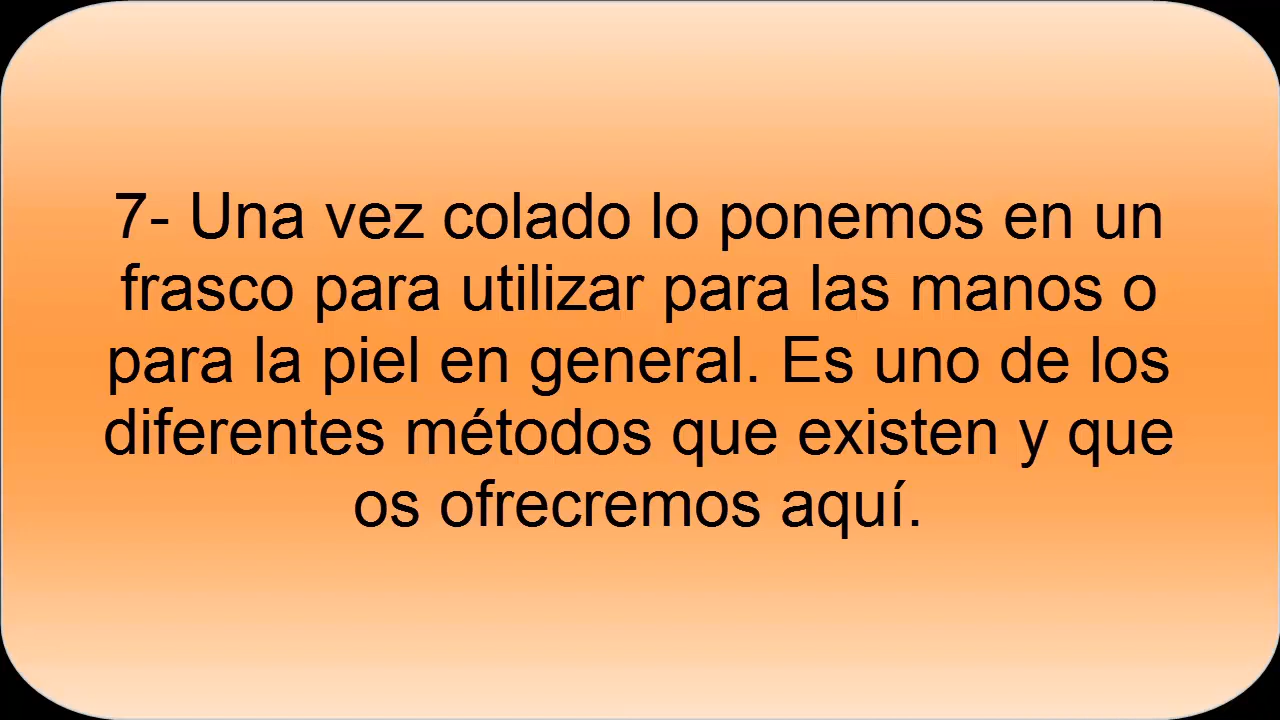 7- Una vez colado lo ponemos en un
frasco para utilizar para las manos o
para la piel en general. Es uno de los
diferentes métodos que existen y que
os ofrecremos aquí.